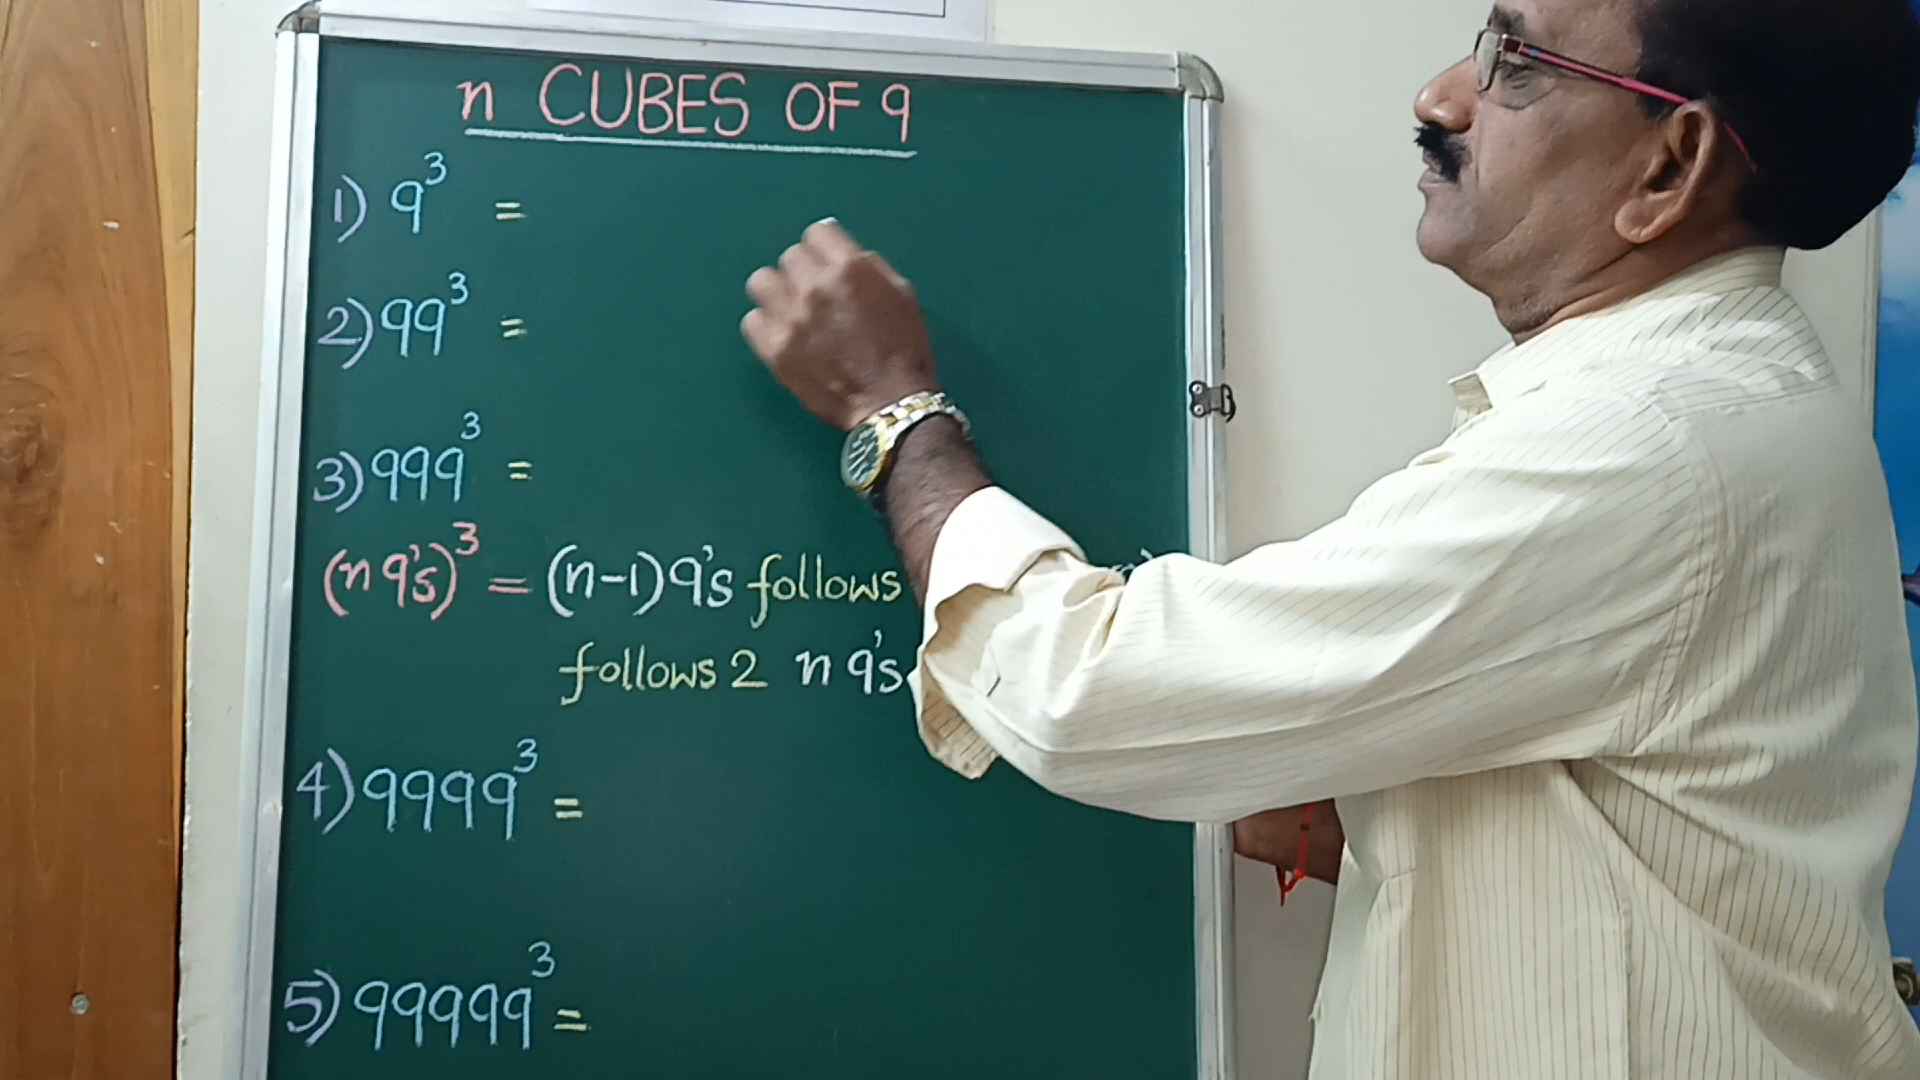 n CUBES OF 9
1) 9³ =
2) 99³ =
3) 999³ =
(n 9's)³ = (n-1)9's follows
follows 2 n 9's
4) 9999³ =
5) 99999³ =